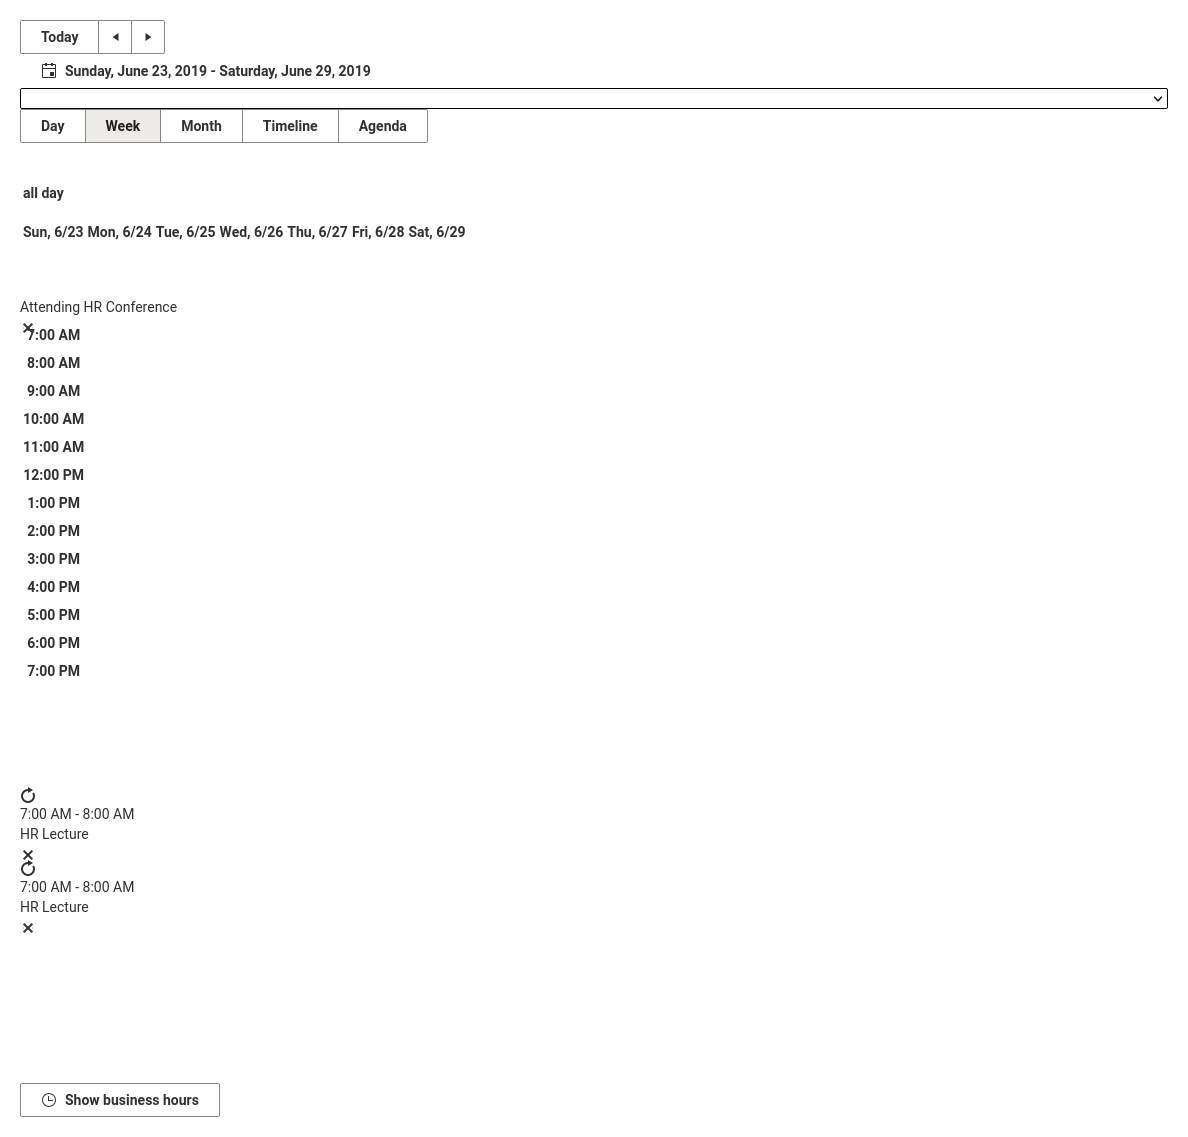 Today
Sunday, June 23, 2019 - Saturday, June 29, 2019
Day Week Month Timeline Agenda
all day
Sun, 6/23 Mon, 6/24 Tue, 6/25 Wed, 6/26 Thu, 6/27 Fri, 6/28 Sat, 6/29
Attending HR Conference
7:00 AM
8:00 AM
9:00 AM
10:00 AM
11:00 AM
12:00 PM
1:00 PM
2:00 PM
3:00 PM
4:00 PM
5:00 PM
6:00 PM
7:00 PM
7:00 AM - 8:00 AM
HR Lecture
7:00 AM - 8:00 AM
HR Lecture
Show business hours